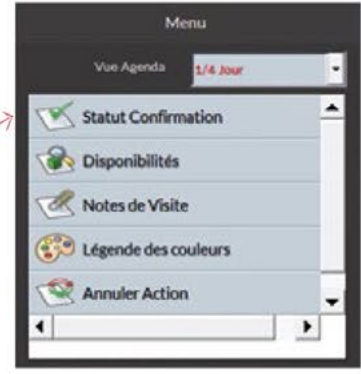 Menu
Vue Agenda 1/4 Jour
Statut Confirmation
Disponibilités
Notes de Visite
Légende des couleurs
Annuler Action